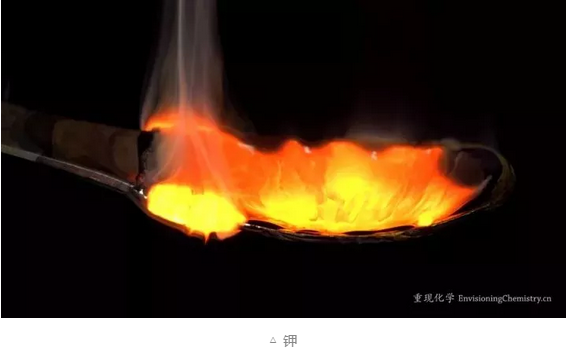 重现化学 EnvisioningChemistry.cn
△ 钾